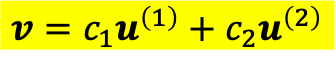 v = c₁u⁽¹⁾ + c₂u⁽²⁾